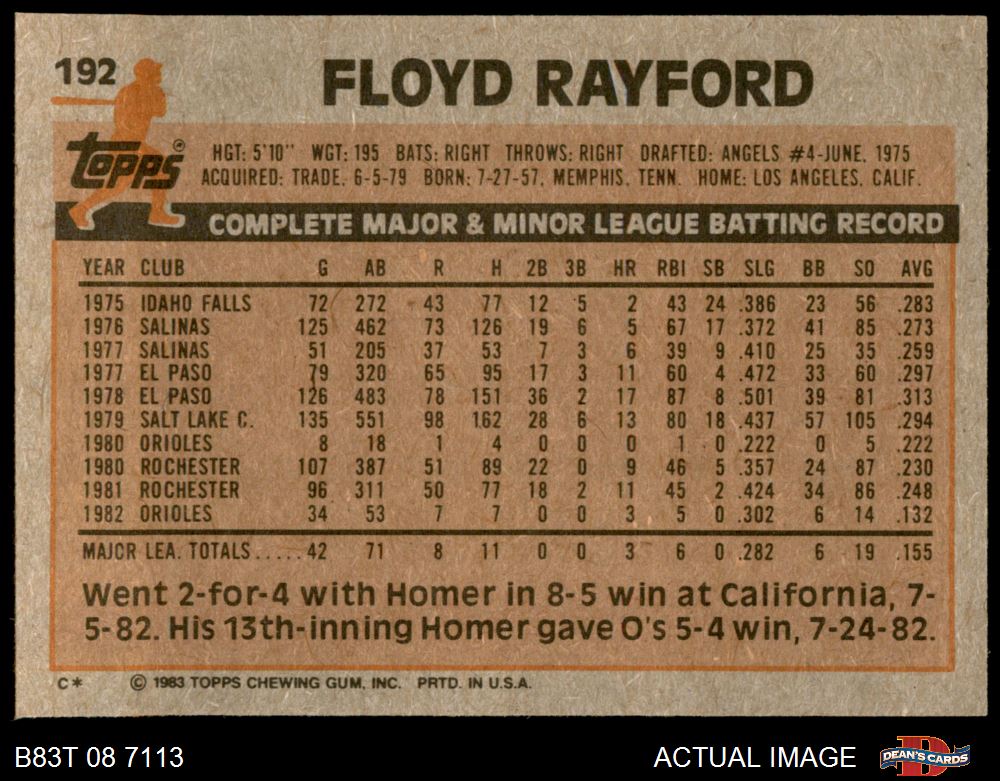 192
FLOYD RAYFORD
Topps®
HGT: 5'10" WGT: 195 BATS: RIGHT THROWS: RIGHT DRAFTED: ANGELS #4-JUNE, 1975
ACQUIRED: TRADE, 6-5-79 BORN: 7-27-57, MEMPHIS, TENN. HOME: LOS ANGELES, CALIF.
COMPLETE MAJOR & MINOR LEAGUE BATTING RECORD
YEAR CLUB G AB R H 2B 3B HR RBI SB SLG BB SO AVG
1975 IDAHO FALLS 72 272 43 77 12 5 2 43 24 .386 23 56 .283
1976 SALINAS 125 462 73 126 19 6 5 67 17 .372 41 85 .273
1977 SALINAS 51 205 37 53 7 3 6 39 9 .410 25 35 .259
1977 EL PASO 79 320 65 95 17 3 11 60 4 .472 33 60 .297
1978 EL PASO 126 483 78 151 36 2 17 87 8 .501 39 81 .313
1979 SALT LAKE C. 135 551 98 162 28 6 13 80 18 .437 57 105 .294
1980 ORIOLES 8 18 1 4 0 0 0 1 0 .222 0 5 .222
1980 ROCHESTER 107 387 51 89 22 0 9 46 5 .357 24 87 .230
1981 ROCHESTER 96 311 50 77 18 2 11 45 2 .424 34 86 .248
1982 ORIOLES 34 53 7 7 0 0 3 5 0 .302 6 14 .132
MAJOR LEA. TOTALS.....42 71 8 11 0 0 3 6 0 .282 6 19 .155
Went 2-for-4 with Homer in 8-5 win at California, 7-
5-82. His 13th-inning Homer gave O's 5-4 win, 7-24-82.
C* © 1983 TOPPS CHEWING GUM, INC. PRTD. IN U.S.A.
B83T 08 7113 ACTUAL IMAGE DEAN'S CARDS